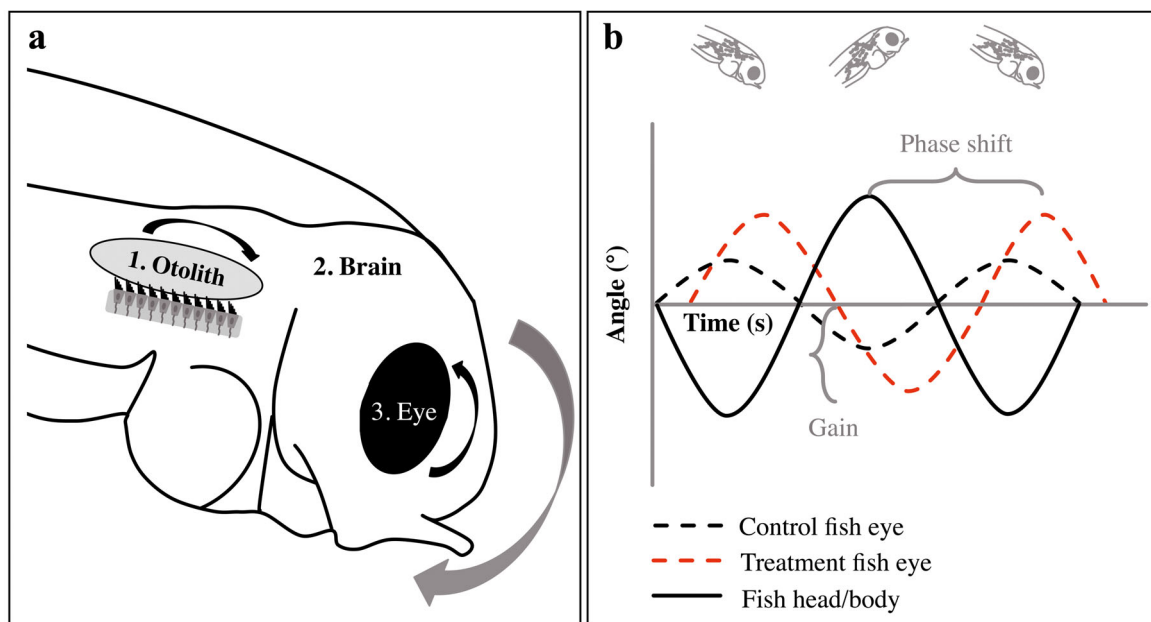 a
1. Otolith
2. Brain
3. Eye
b
Phase shift
Angle (°)
Time (s)
Gain
Control fish eye
Treatment fish eye
Fish head/body